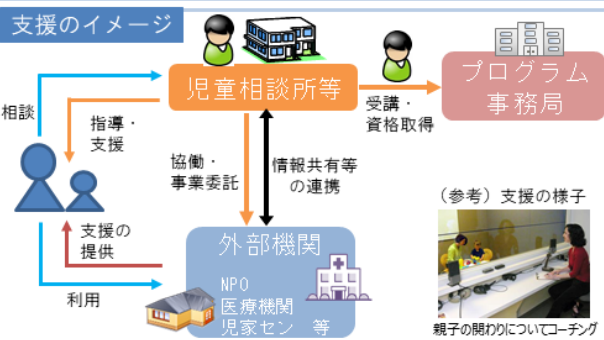 支援のイメージ
児童相談所等
プログラム
事務局
受講・
資格取得
相談
指導・
支援
協働・
事業委託
情報共有等
の連携
支援の
提供
利用
外部機関
NPO
医療機関
児家セン 等
（参考）支援の様子
親子の関わりについてコーチング